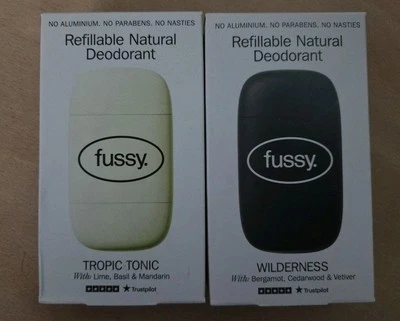 NO ALUMINIUM, NO PARABENS, NO NASTIES
Refillable Natural
Deodorant
fussy.
TROPIC TONIC
With: Lime, Basil & Mandarin
Trustpilot
NO ALUMINIUM, NO PARABENS, NO NASTIES
Refillable Natural
Deodorant
fussy.
WILDERNESS
With: Bergamot, Cedarwood & Vetiver
Trustpilot